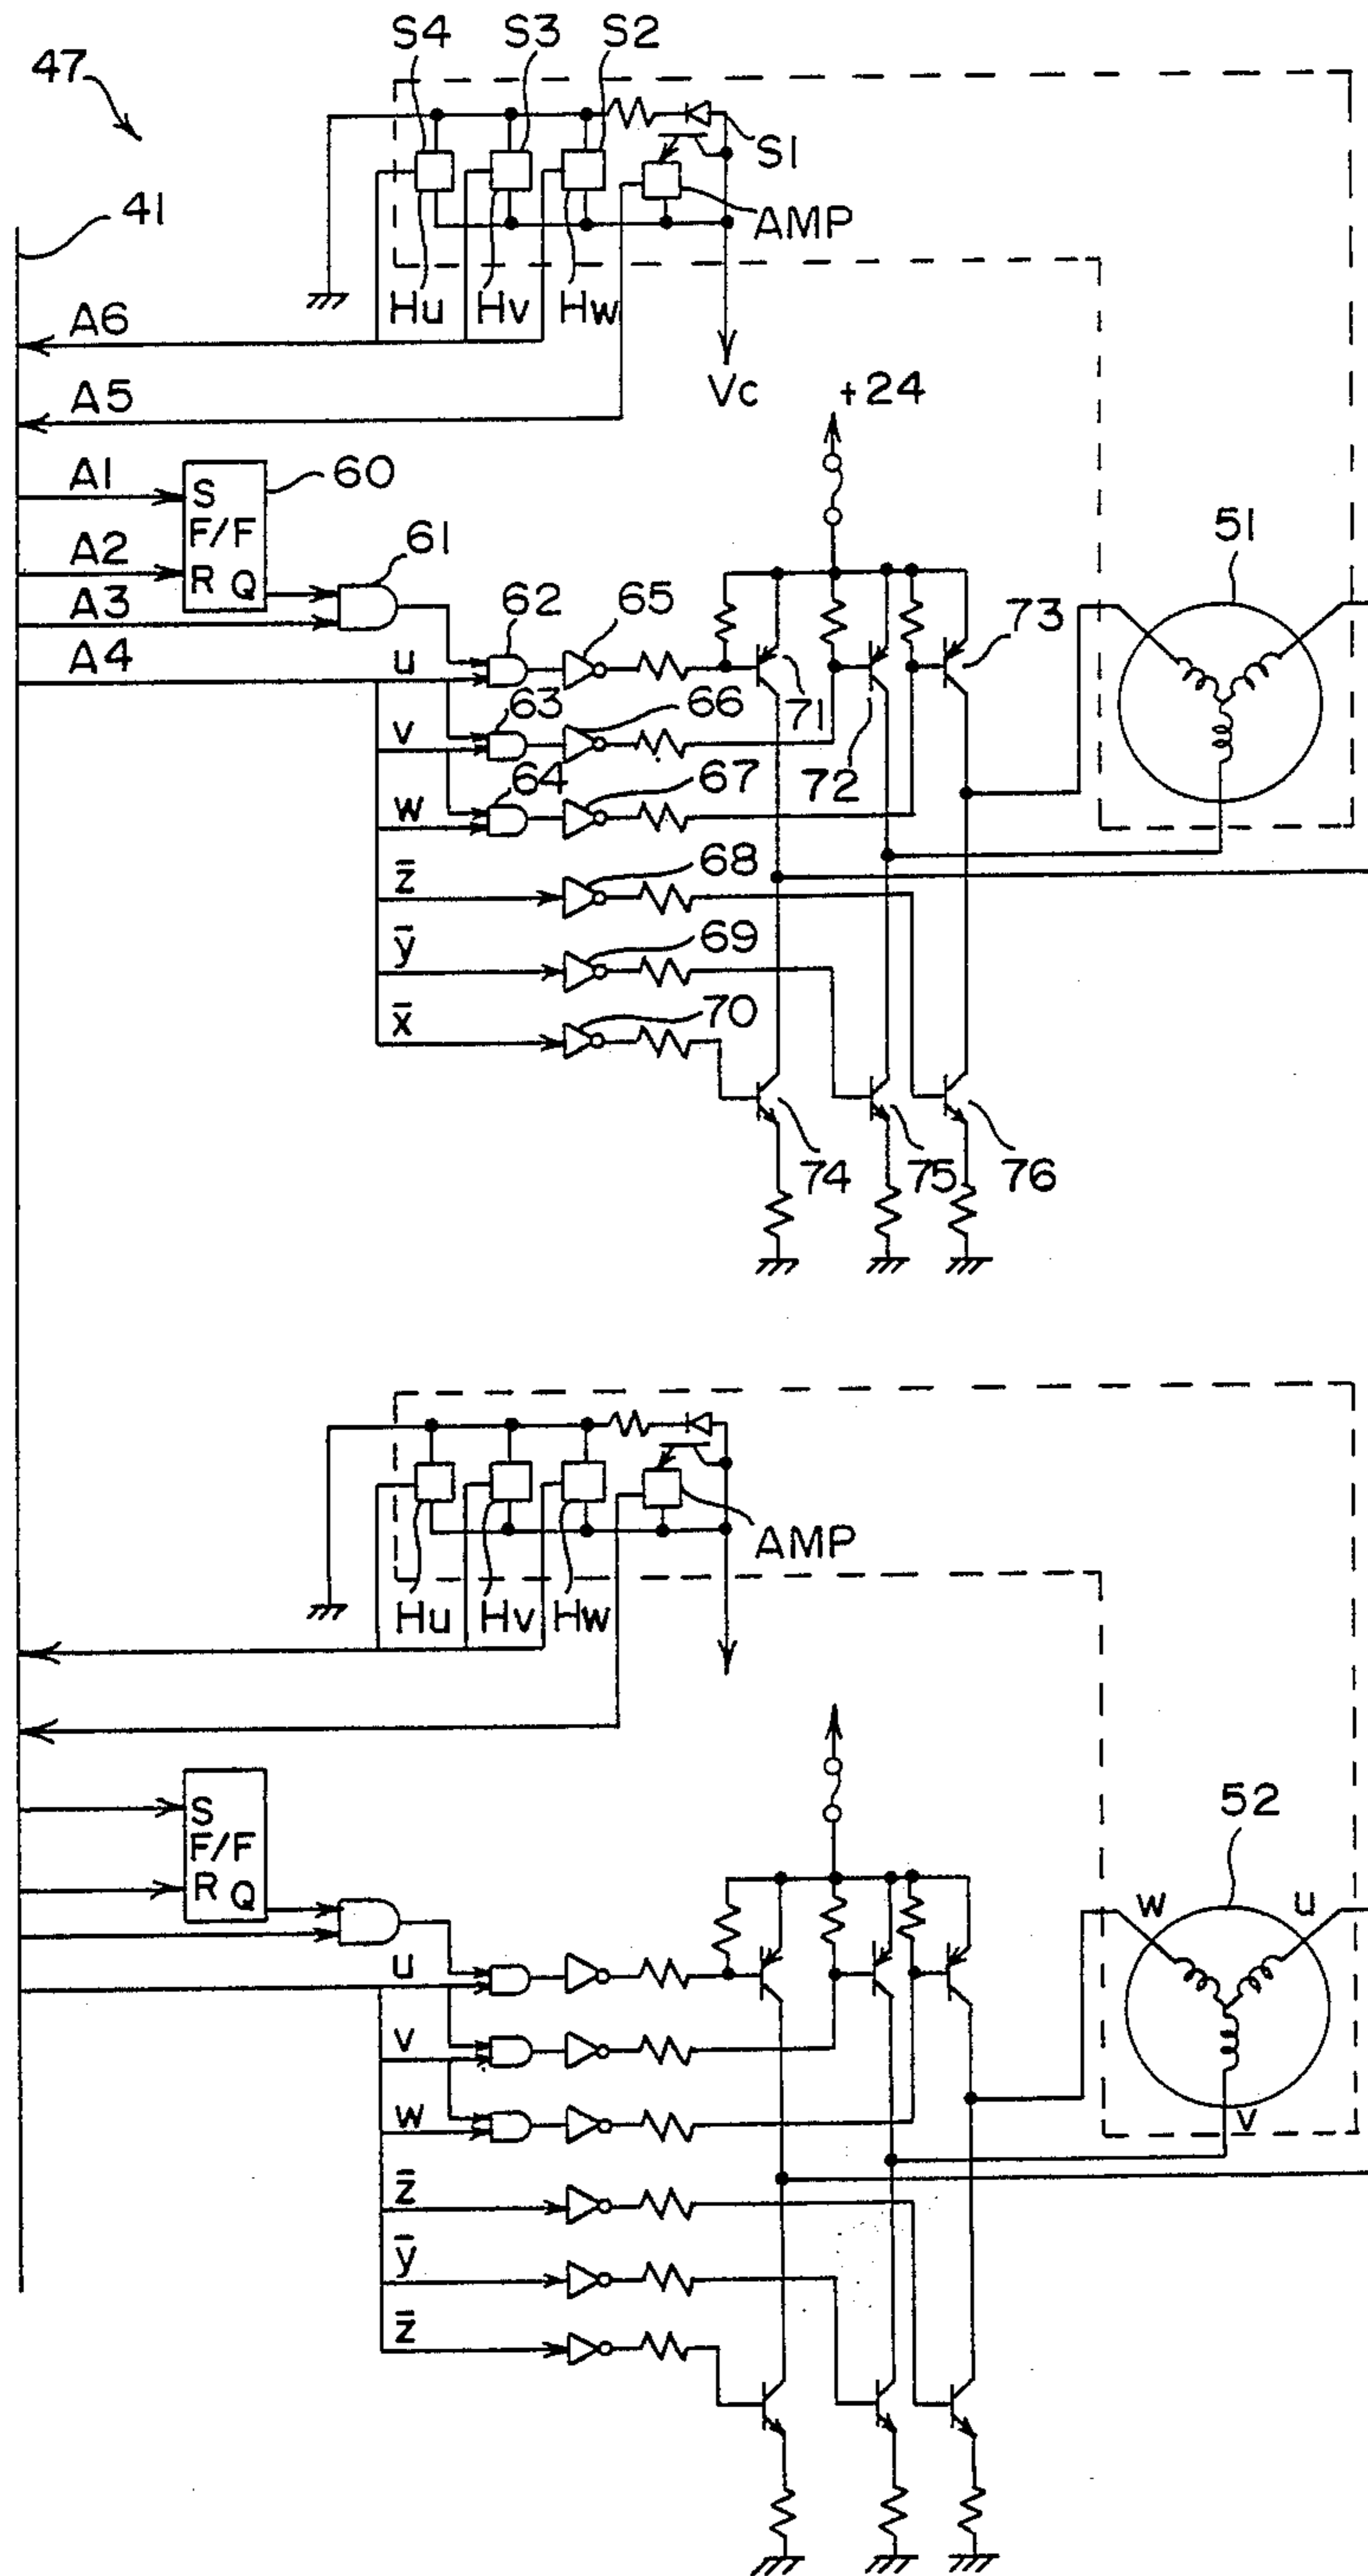 S4 S3 S2
47
S1
41
AMP
Hu Hv Hw
A6
Vc
+24
A5
A1
60
S
F/F
R Q
51
A2
61
A3
62
65
73
A4
u
63
66
71
v
64
72
w
67
z̄
68
ȳ
69
x̄
70
74
75
76
AMP
Hu Hv Hw
S
F/F
R Q
52
w
u
u
v
v
w
z̄
ȳ
z̄